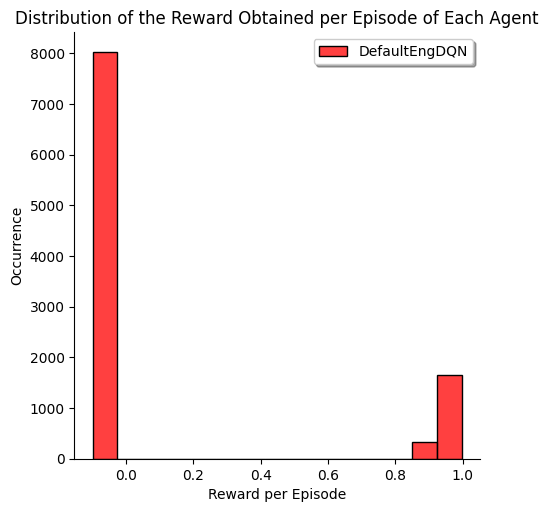 Distribution of the Reward Obtained per Episode of Each Agent
DefaultEngDQN
8000
7000
6000
5000
4000
3000
2000
1000
0
Occurrence
0.0 0.2 0.4 0.6 0.8 1.0
Reward per Episode